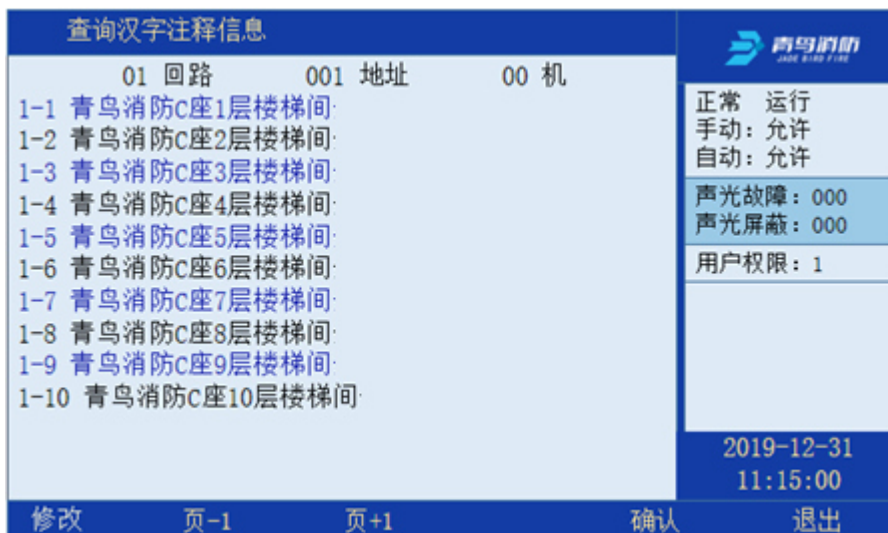 查询汉字注释信息
01 回路 001 地址 00 机
1-1 青鸟消防C座1层楼梯间
1-2 青鸟消防C座2层楼梯间
1-3 青鸟消防C座3层楼梯间
1-4 青鸟消防C座4层楼梯间
1-5 青鸟消防C座5层楼梯间
1-6 青鸟消防C座6层楼梯间
1-7 青鸟消防C座7层楼梯间
1-8 青鸟消防C座8层楼梯间
1-9 青鸟消防C座9层楼梯间
1-10 青鸟消防C座10层楼梯间
青鸟消防
JADE BIRD FIRE
正常 运行
手动：允许
自动：允许
声光故障：000
声光屏蔽：000
用户权限：1
2019-12-31
11:15:00
修改 页-1 页+1 确认 退出